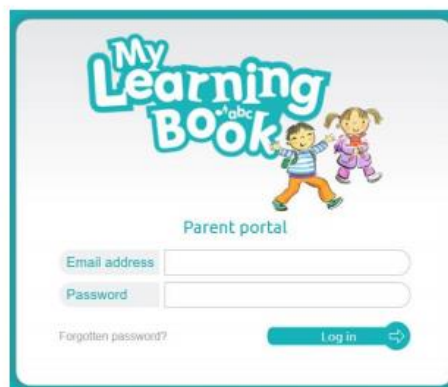 My
Learning
abc
Book
Parent portal
Email address
Password
Forgotten password?
Log in